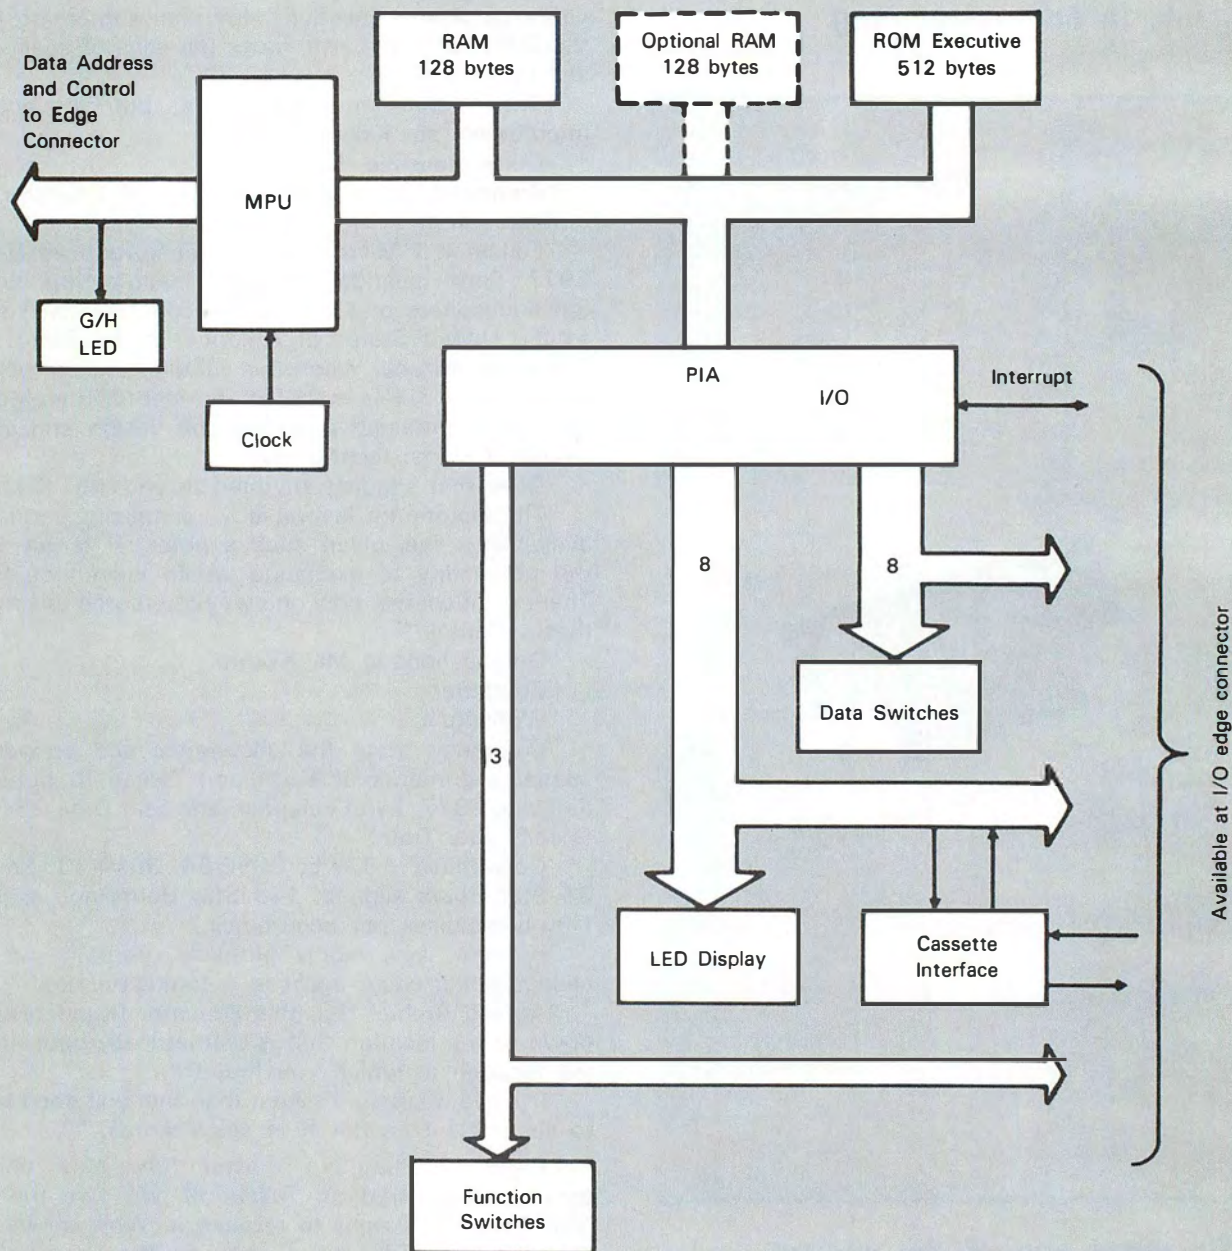 RAM
128 bytes
Optional RAM
128 bytes
ROM Executive
512 bytes
Data Address
and Control
to Edge
Connector
MPU
G/H
LED
Clock
PIA
I/O
Interrupt
8
8
Data Switches
3
LED Display
Cassette
Interface
Function
Switches
Available at I/O edge connector